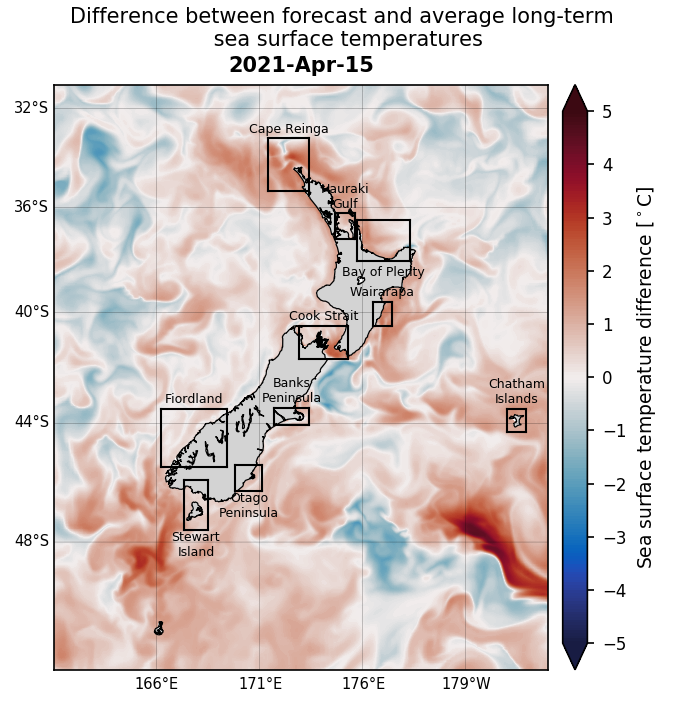 Difference between forecast and average long-term
sea surface temperatures
2021-Apr-15
32°S
36°S
40°S
44°S
48°S
166°E
171°E
176°E
179°W
Cape Reinga
Hauraki
Gulf
Bay of Plenty
Wairarapa
Cook Strait
Banks
Peninsula
Fiordland
Chatham
Islands
Otago
Peninsula
Stewart
Island
5
4
3
2
1
0
−1
−2
−3
−4
−5
Sea surface temperature difference [°C]